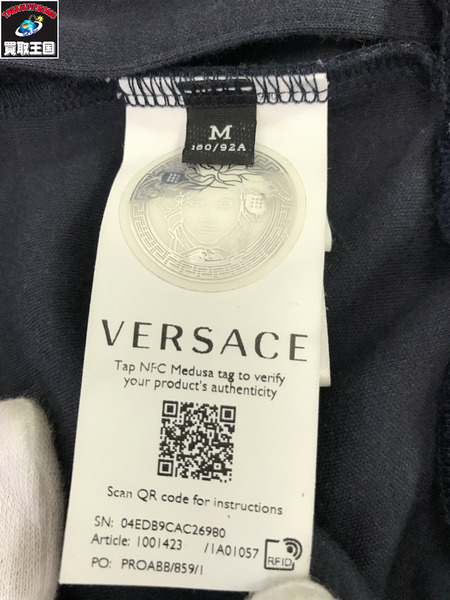 買取王国
M
180/92A
VERSACE
Tap NFC Medusa tag to verify
your product's authenticity
Scan QR code for instructions
SN: 04EDB9CAC26980
Article: 1001423 /1A01057
PO: PROABB/859/1
RFID